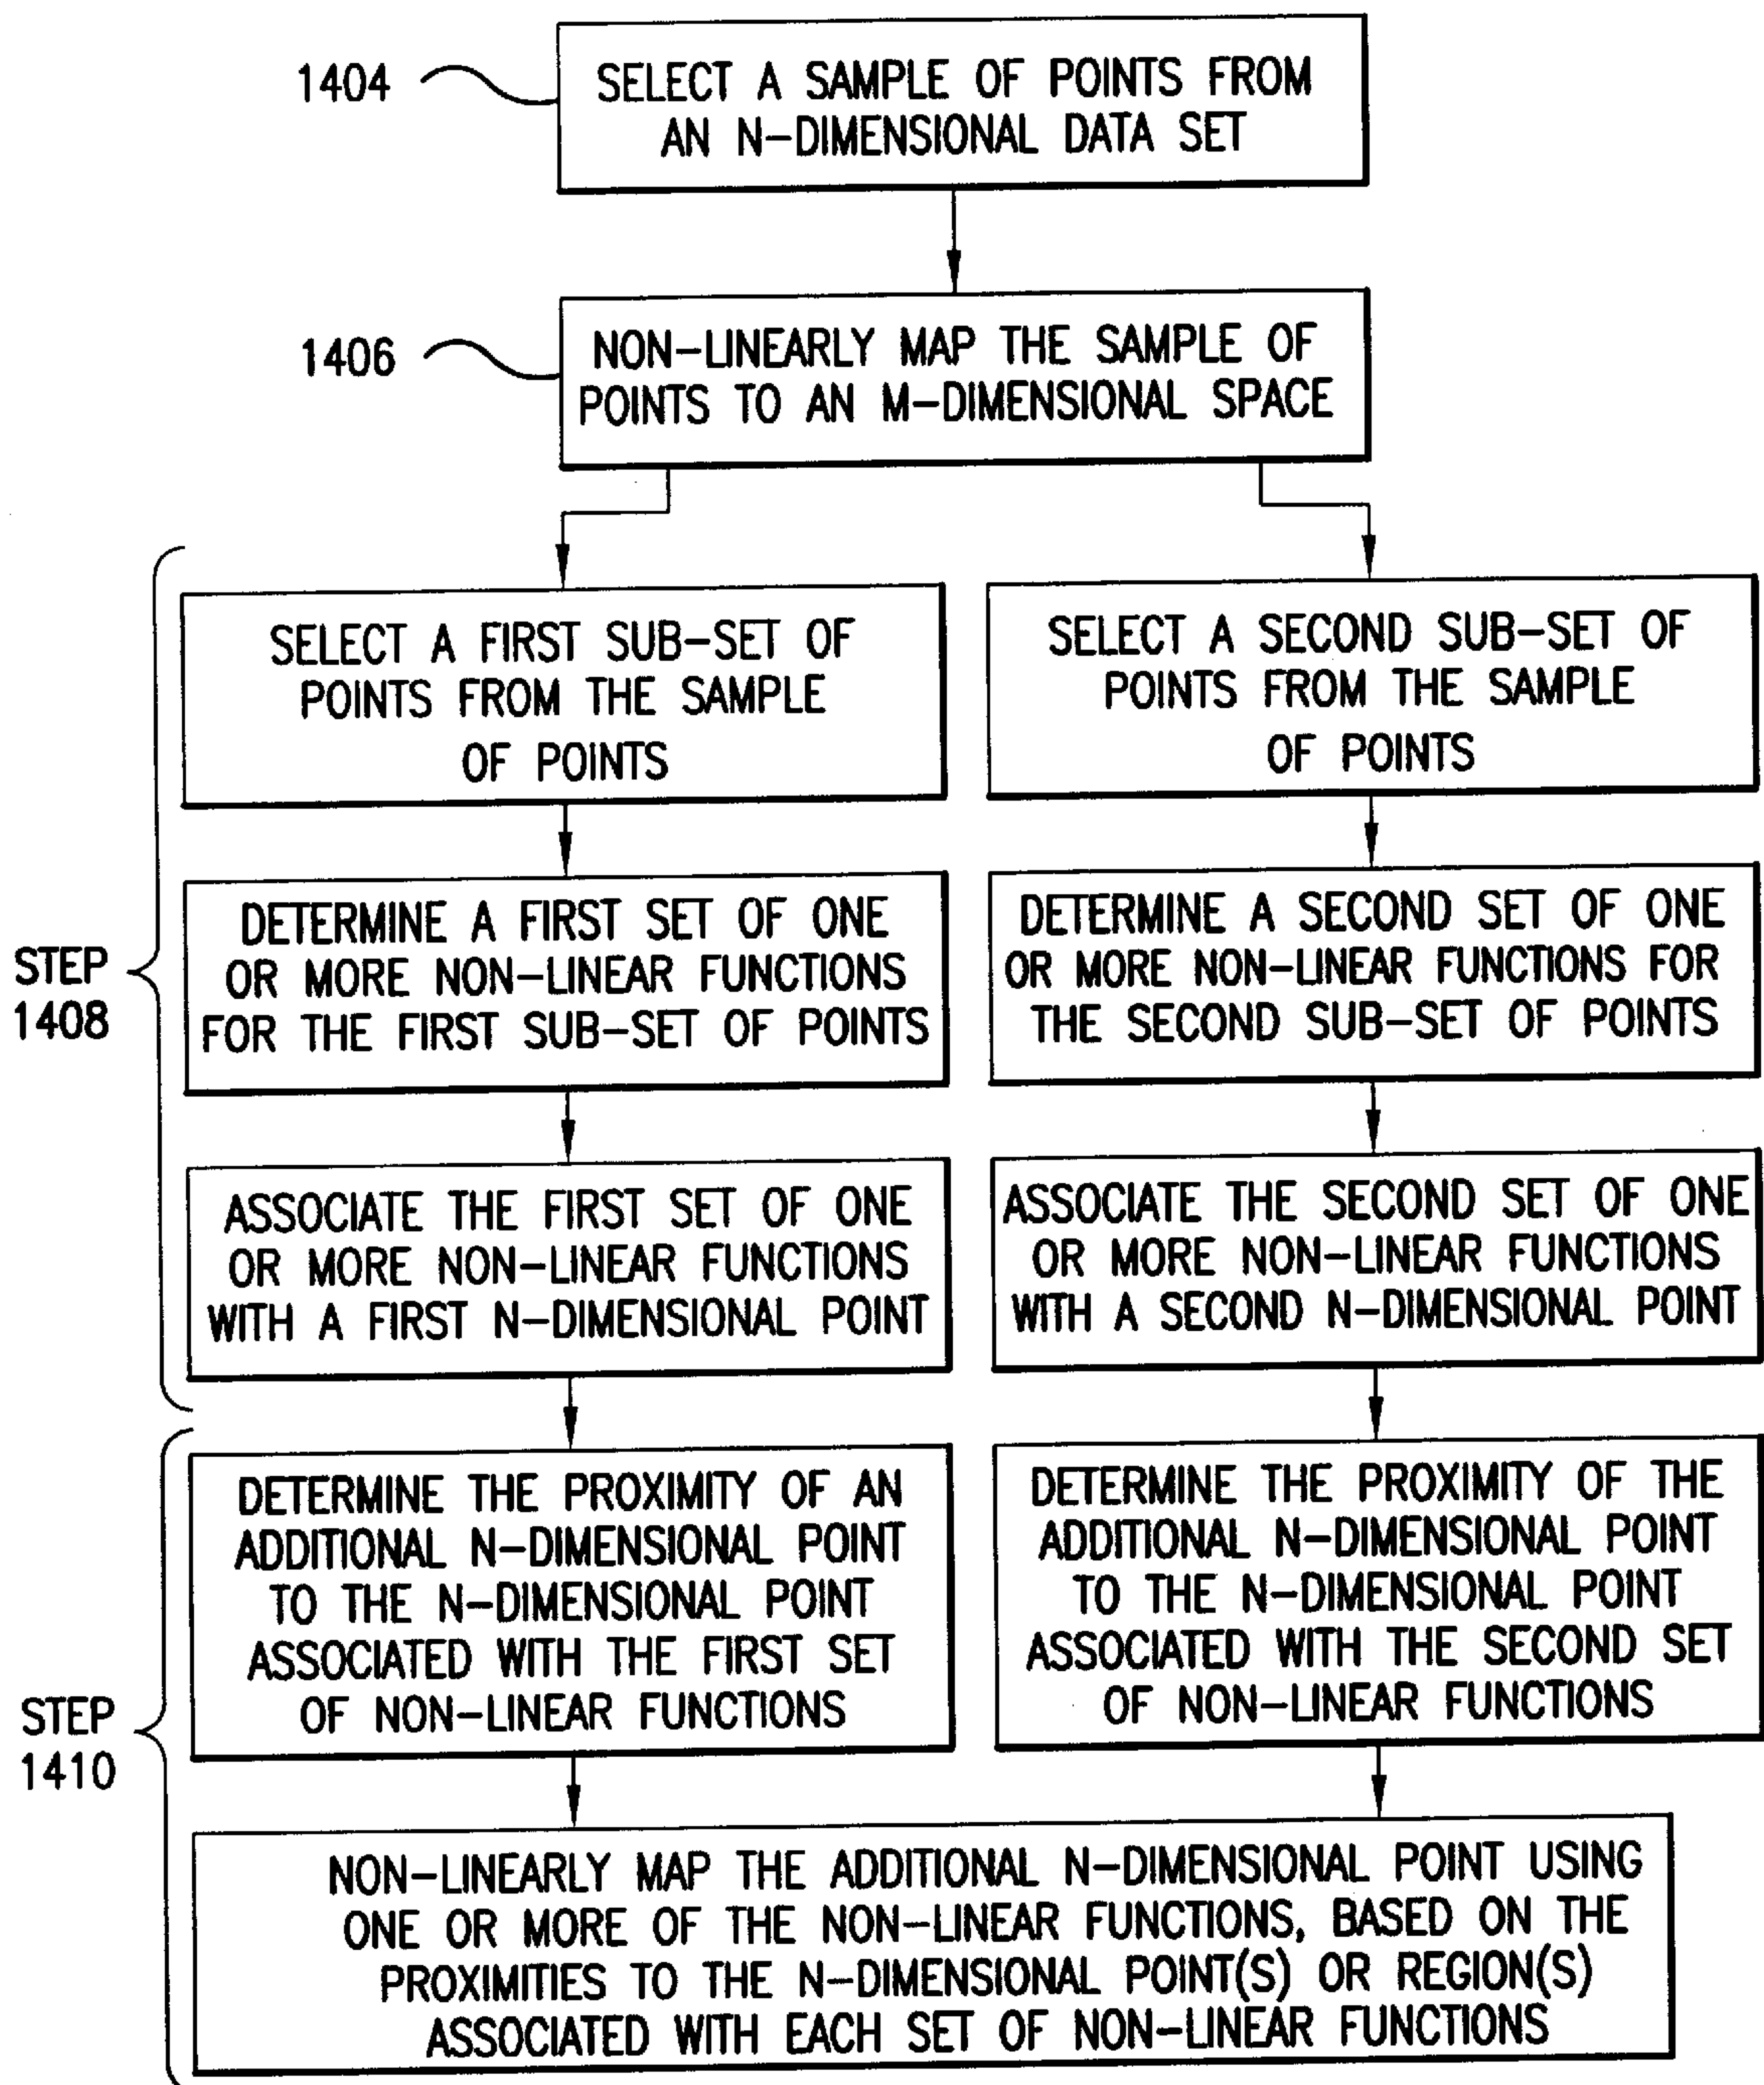 1404
SELECT A SAMPLE OF POINTS FROM
AN N-DIMENSIONAL DATA SET
1406
NON-LINEARLY MAP THE SAMPLE OF
POINTS TO AN M-DIMENSIONAL SPACE
STEP
1408
SELECT A FIRST SUB-SET OF
POINTS FROM THE SAMPLE
OF POINTS
SELECT A SECOND SUB-SET OF
POINTS FROM THE SAMPLE
OF POINTS
DETERMINE A FIRST SET OF ONE
OR MORE NON-LINEAR FUNCTIONS
FOR THE FIRST SUB-SET OF POINTS
DETERMINE A SECOND SET OF ONE
OR MORE NON-LINEAR FUNCTIONS FOR
THE SECOND SUB-SET OF POINTS
ASSOCIATE THE FIRST SET OF ONE
OR MORE NON-LINEAR FUNCTIONS
WITH A FIRST N-DIMENSIONAL POINT
ASSOCIATE THE SECOND SET OF ONE
OR MORE NON-LINEAR FUNCTIONS
WITH A SECOND N-DIMENSIONAL POINT
STEP
1410
DETERMINE THE PROXIMITY OF AN
ADDITIONAL N-DIMENSIONAL POINT
TO THE N-DIMENSIONAL POINT
ASSOCIATED WITH THE FIRST SET
OF NON-LINEAR FUNCTIONS
DETERMINE THE PROXIMITY OF THE
ADDITIONAL N-DIMENSIONAL POINT
TO THE N-DIMENSIONAL POINT
ASSOCIATED WITH THE SECOND SET
OF NON-LINEAR FUNCTIONS
NON-LINEARLY MAP THE ADDITIONAL N-DIMENSIONAL POINT USING
ONE OR MORE OF THE NON-LINEAR FUNCTIONS, BASED ON THE
PROXIMITIES TO THE N-DIMENSIONAL POINT(S) OR REGION(S)
ASSOCIATED WITH EACH SET OF NON-LINEAR FUNCTIONS